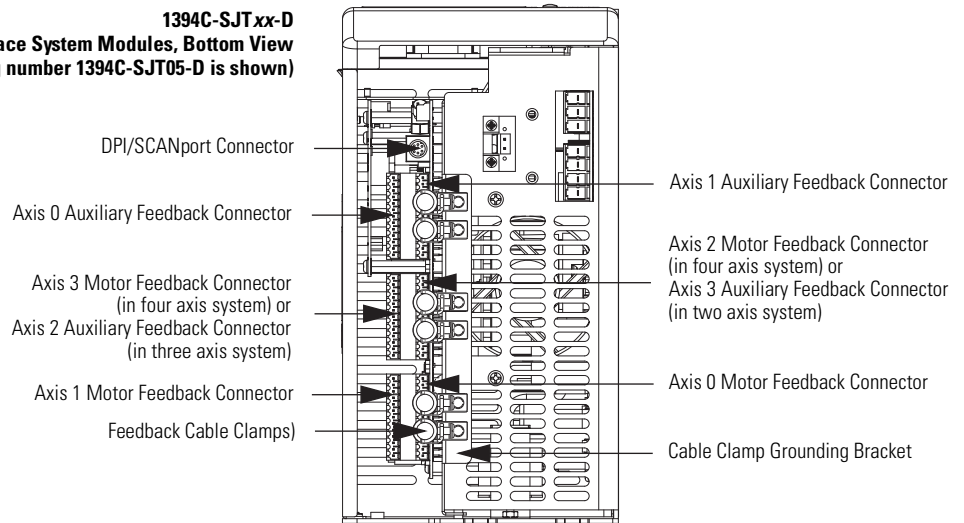 1394C-SJTxx-D
ace System Modules, Bottom View
number 1394C-SJT05-D is shown)
DPI/SCANport Connector
Axis 0 Auxiliary Feedback Connector
Axis 3 Motor Feedback Connector
(in four axis system) or
Axis 2 Auxiliary Feedback Connector
(in three axis system)
Axis 1 Motor Feedback Connector
Feedback Cable Clamps)
Axis 1 Auxiliary Feedback Connector
Axis 2 Motor Feedback Connector
(in four axis system) or
Axis 3 Auxiliary Feedback Connector
(in two axis system)
Axis 0 Motor Feedback Connector
Cable Clamp Grounding Bracket